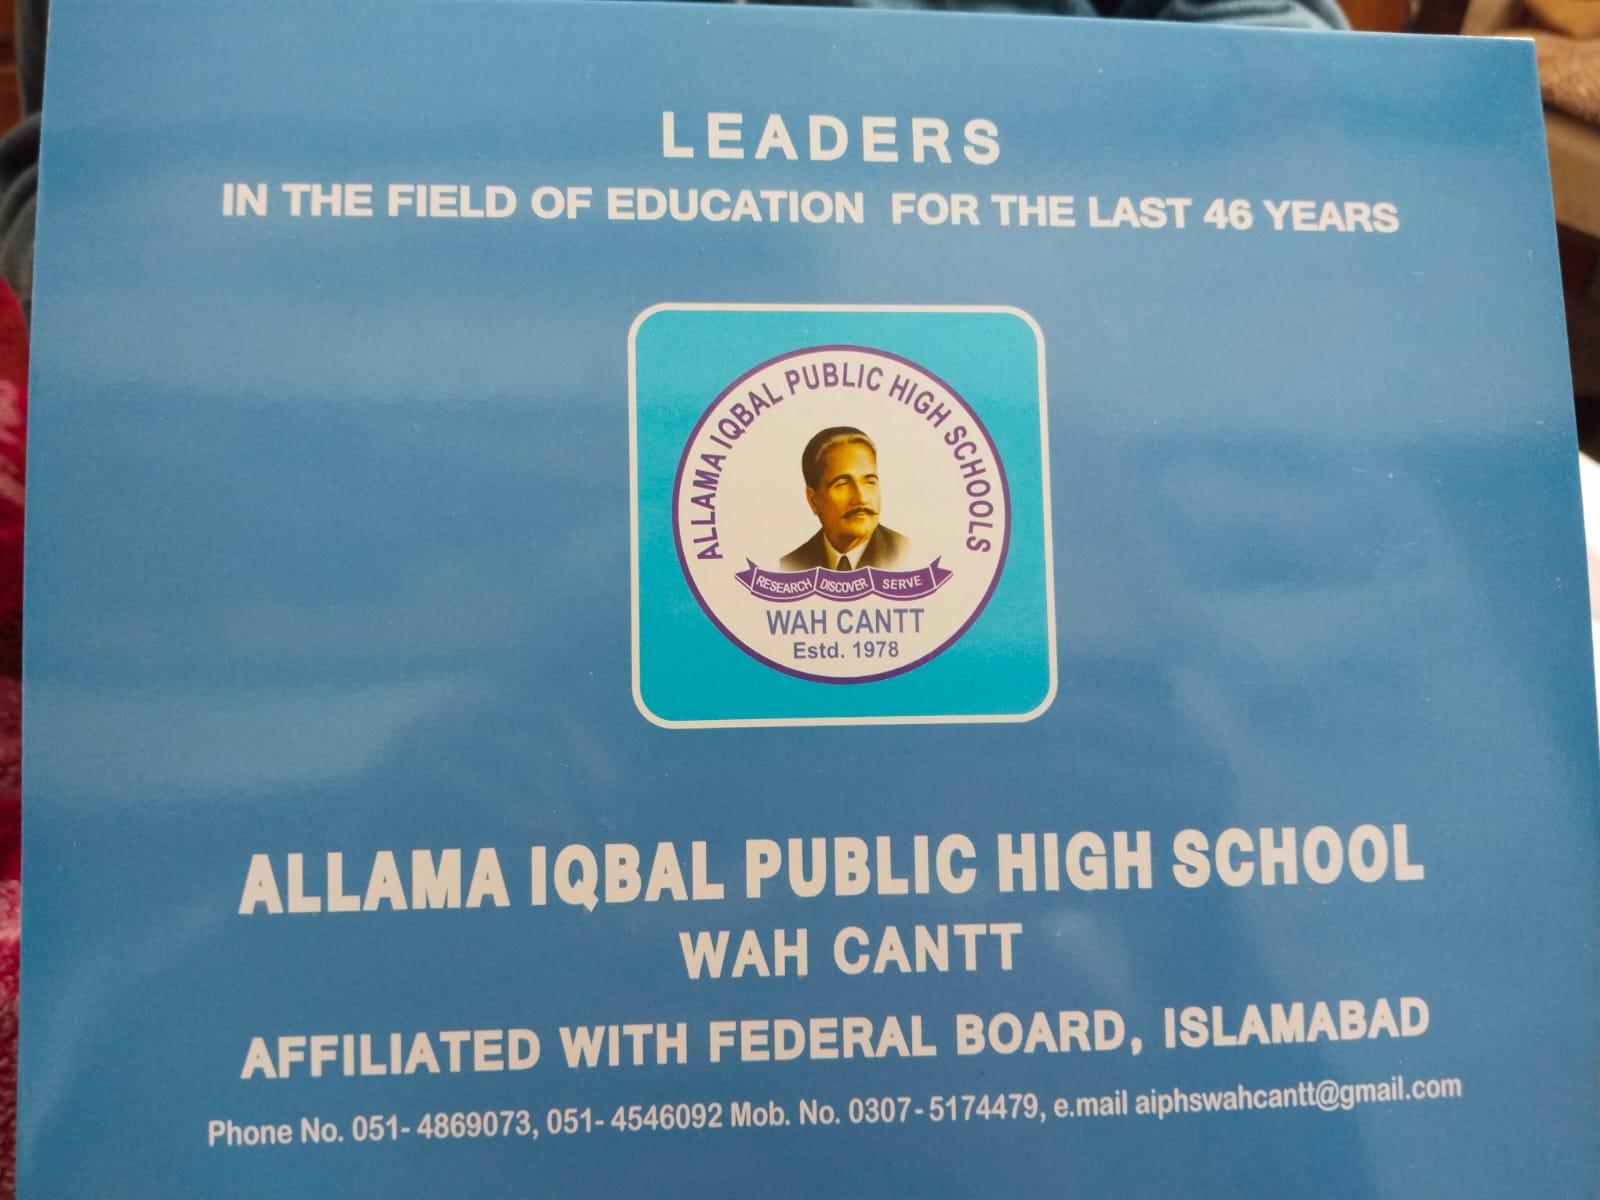 LEADERS
IN THE FIELD OF EDUCATION FOR THE LAST 46 YEARS
ALLAMA IQBAL PUBLIC HIGH SCHOOLS
RESEARCH DISCOVER SERVE
WAH CANTT
Estd. 1978
ALLAMA IQBAL PUBLIC HIGH SCHOOL
WAH CANTT
AFFILIATED WITH FEDERAL BOARD, ISLAMABAD
Phone No. 051- 4869073, 051- 4546092 Mob. No. 0307- 5174479, e.mail aiphswahcantt@gmail.com